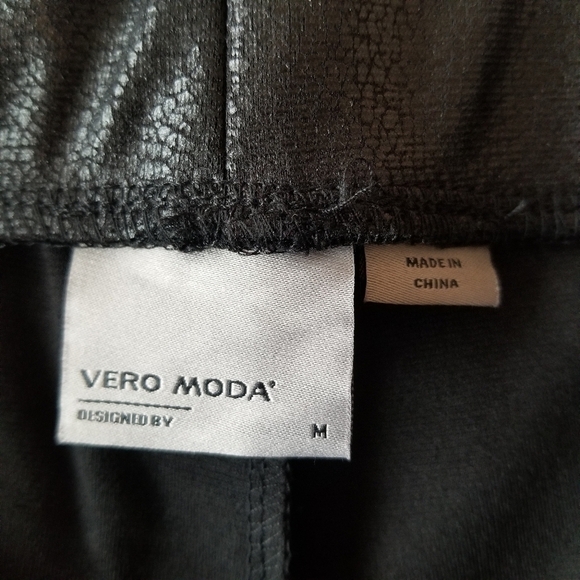 VERO MODA®
DESIGNED BY
M
MADE IN
CHINA